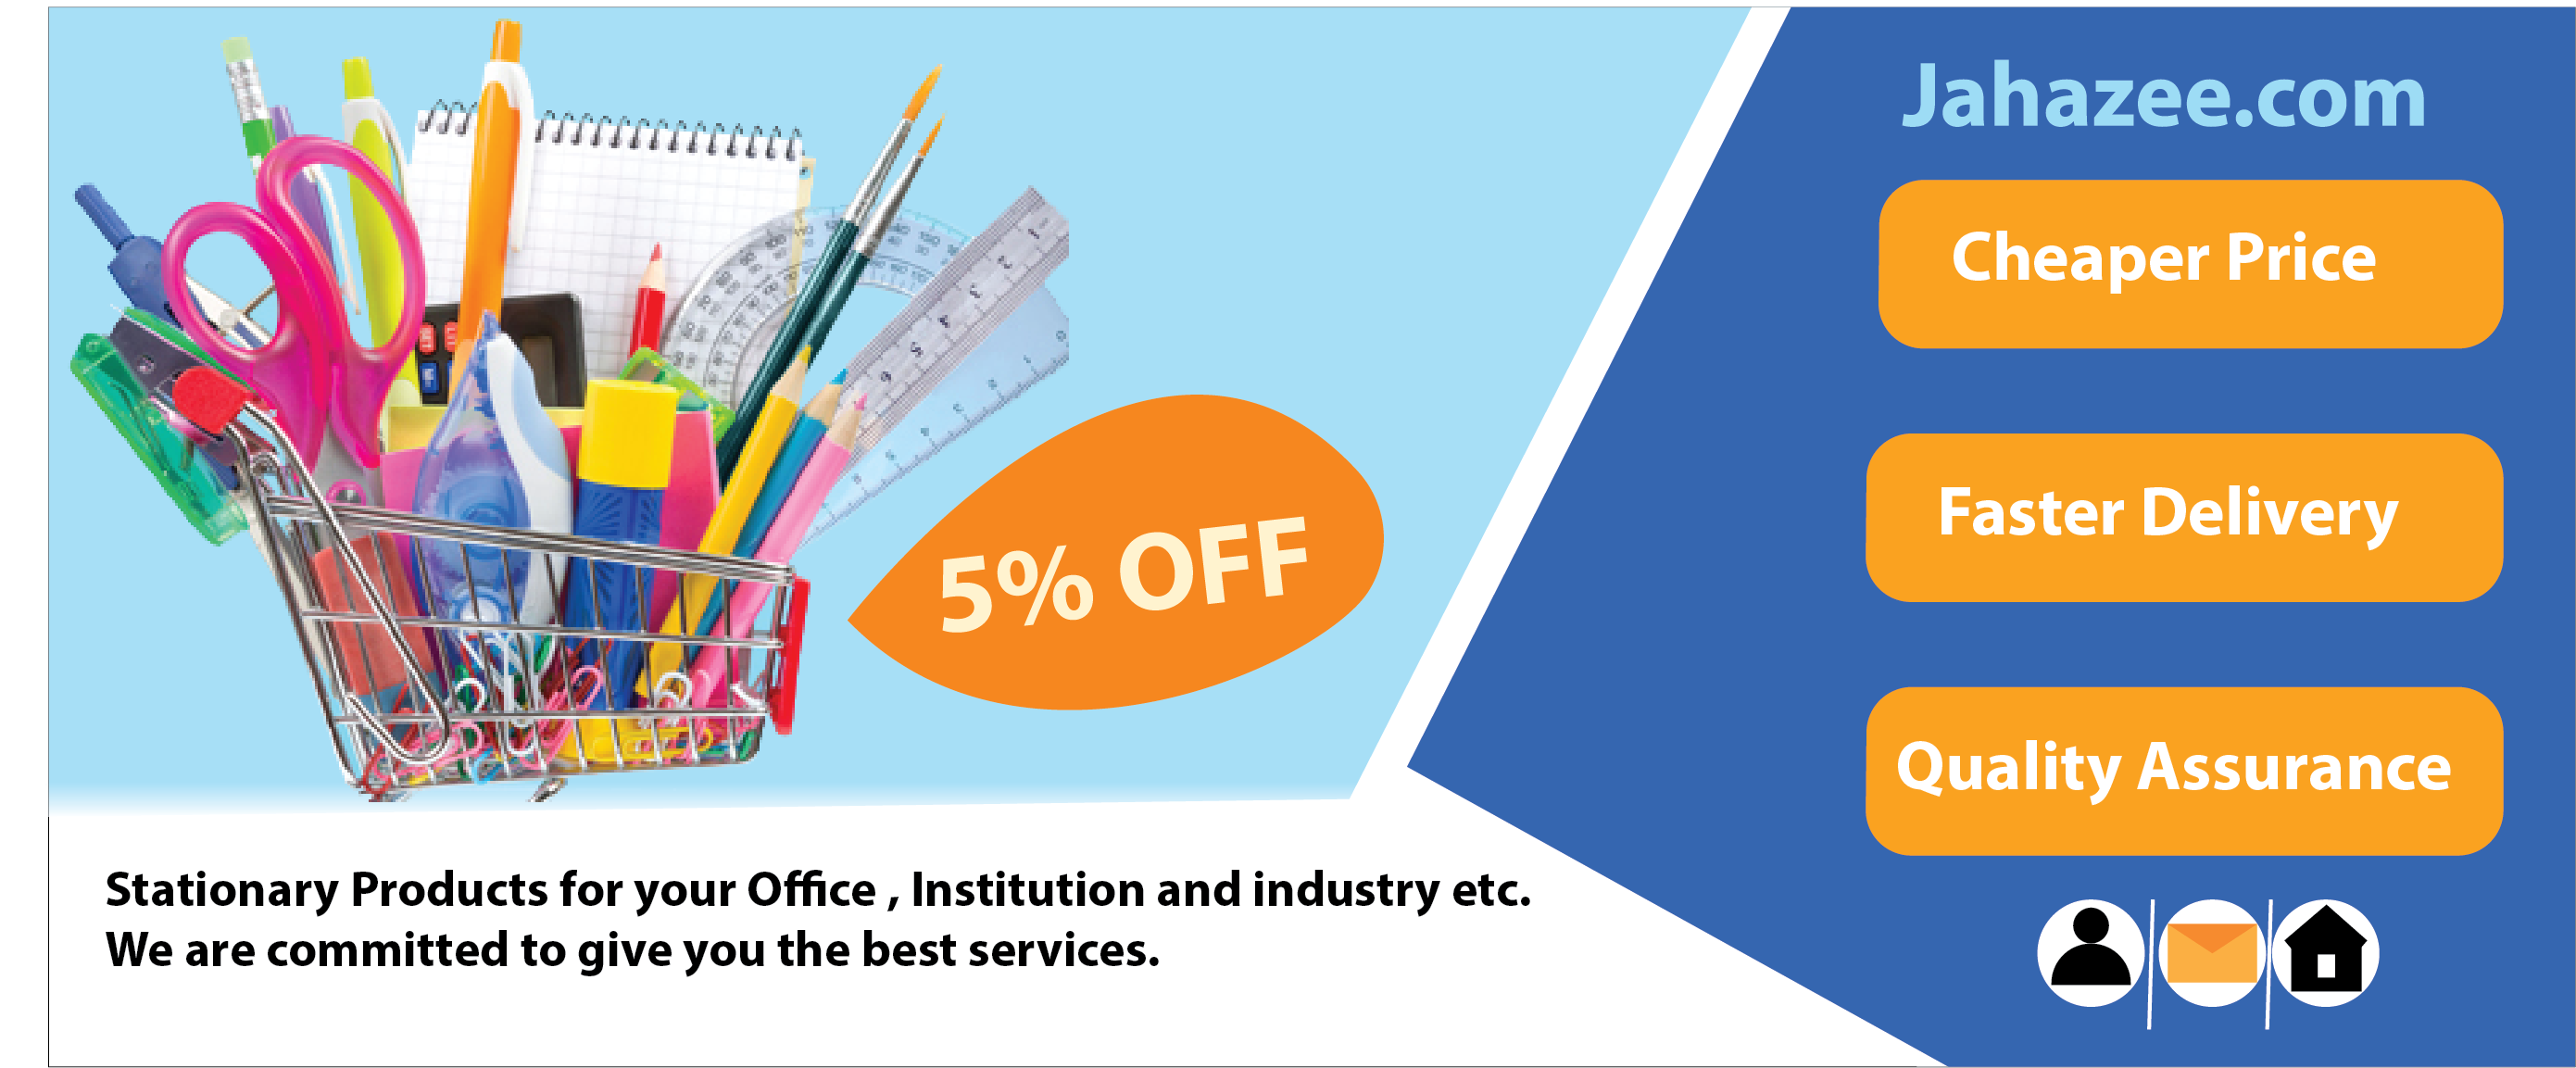 Jahazee.com
Cheaper Price
Faster Delivery
Quality Assurance
5% OFF
Stationary Products for your Office , Institution and industry etc.
We are committed to give you the best services.